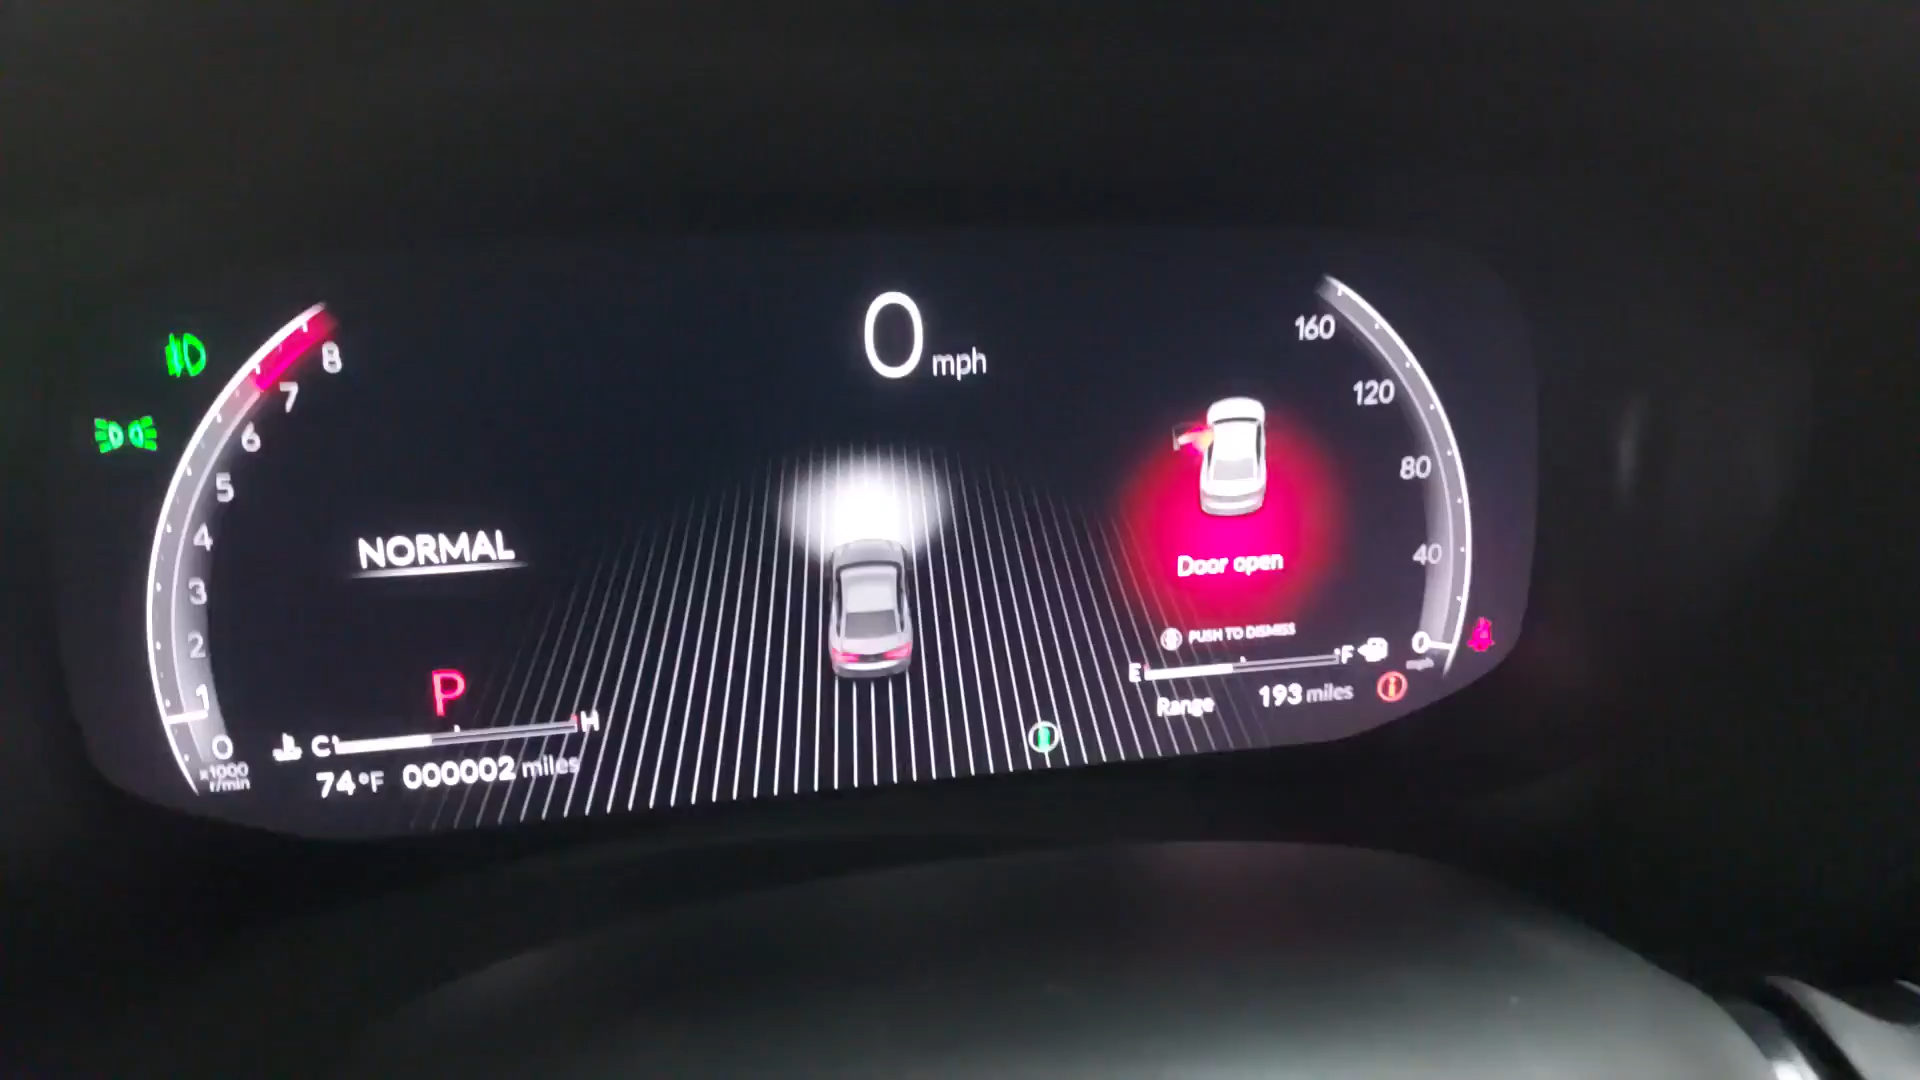 0 mph
8
7
6
5
4
3
2
1
0
x1000
r/min
NORMAL
P
C H
74°F 000002 miles
160
120
80
40
0
mph
Door open
PUSH TO DISMISS
E F
Range 193 miles